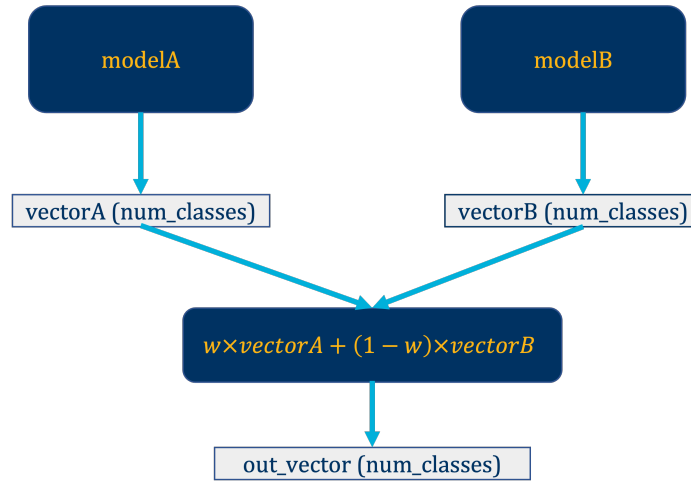 modelA
modelB
vectorA (num_classes)
vectorB (num_classes)
w×vectorA + (1 − w)×vectorB
out_vector (num_classes)